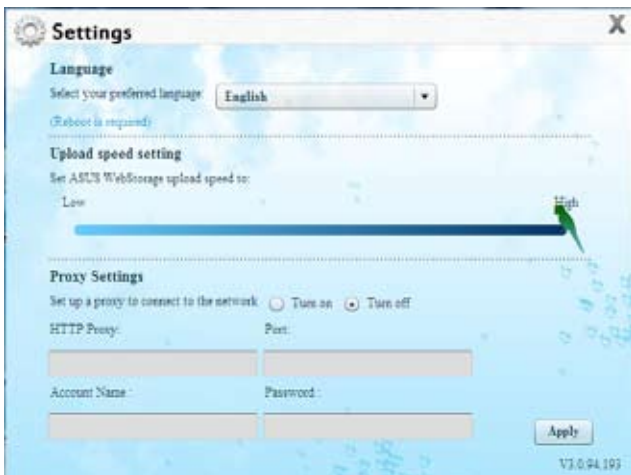 Settings
X
Language
Select your preferred language: English
(Reboot is required)
Upload speed setting
Set ASUS WebStorage upload speed to:
Low High
Proxy Settings
Set up a proxy to connect to the network Turn on Turn off
HTTP Proxy: Port:
Account Name : Password :
Apply
V3.0.94.193